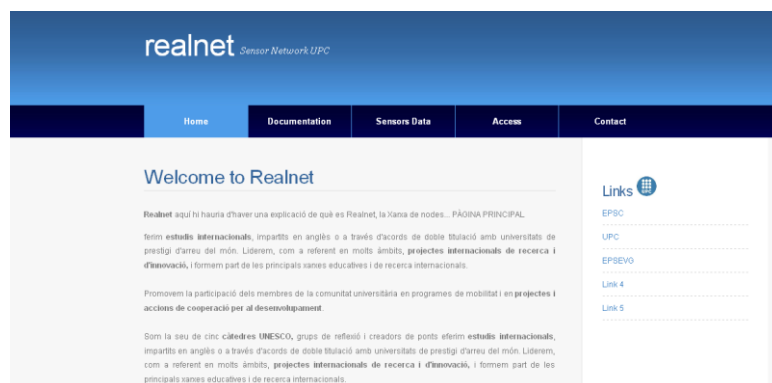 realnet Sensor Network UPC
Home Documentation Sensors Data Access Contact
Welcome to Realnet
Realnet aquí hi hauria d'haver una explicació de què es Realnet, la Xarxa de nodes... PÀGINA PRINCIPAL
ferim estudis internacionals, impartits en anglès o a través d'acords de doble titulació amb universitats de
prestigi d'arreu del món. Liderem, com a referent en molts àmbits, projectes internacionals de recerca i
d'innovació, i formem part de les principals xarxes educatives i de recerca internacionals.
Promovem la participació dels membres de la comunitat universitària en programes de mobilitat i en projectes i
accions de cooperació per al desenvolupament.
Som la seu de cinc càtedres UNESCO, grups de reflexió i creadors de ponts eferim estudis internacionals,
impartits en anglès o a través d'acords de doble titulació amb universitats de prestigi d'arreu del món. Liderem,
com a referent en molts àmbits, projectes internacionals de recerca i d'innovació, i formem part de les
principals xarxes educatives i de recerca internacionals.
Links UPC
EPSC
UPC
EPSEVG
Link 4
Link 5